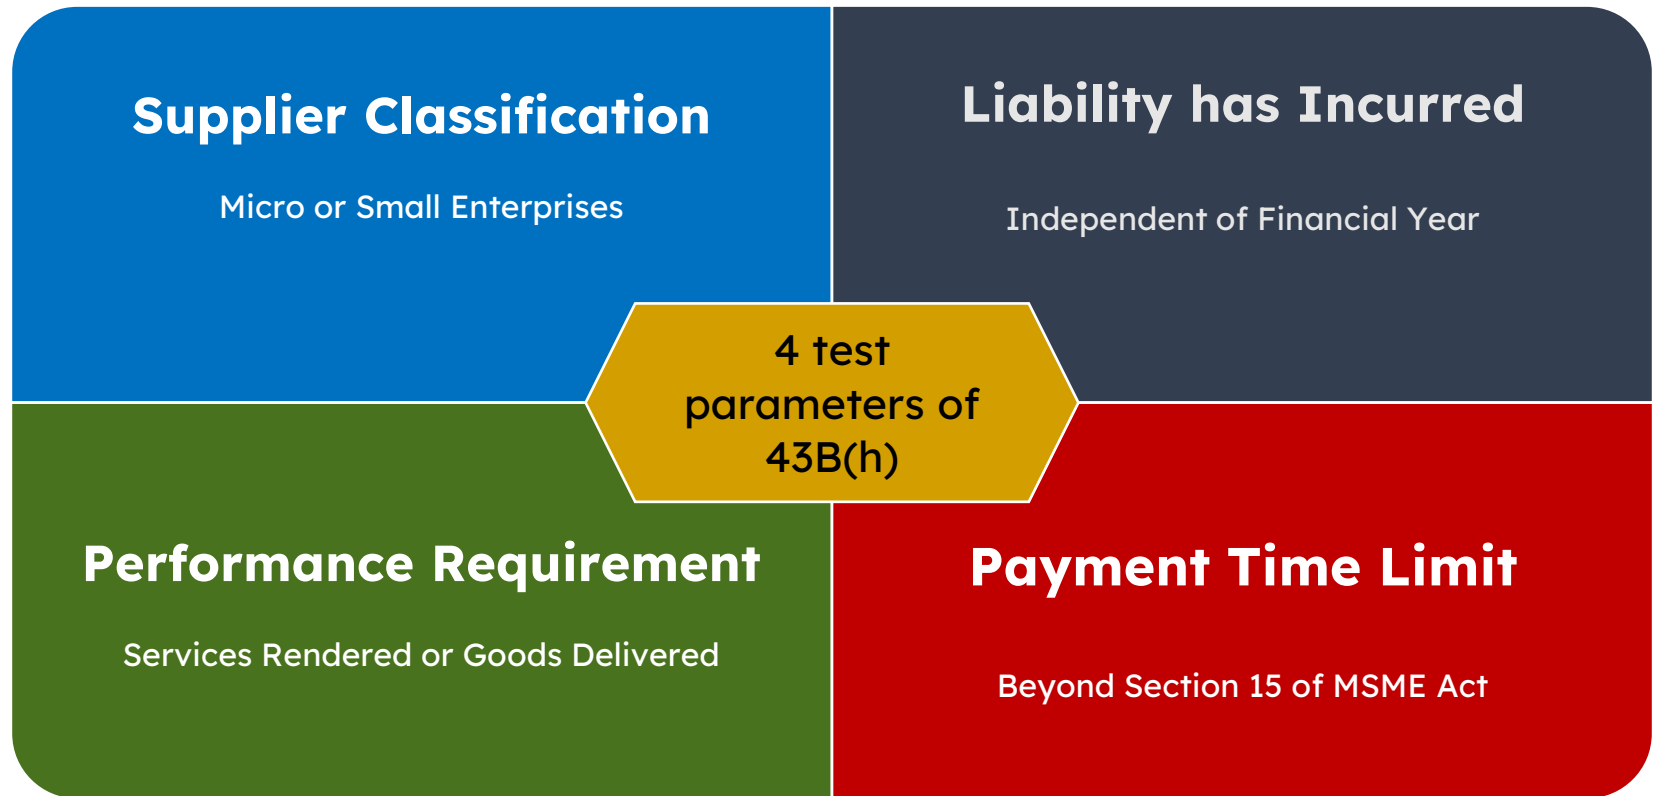 Supplier Classification
Micro or Small Enterprises
Liability has Incurred
Independent of Financial Year
4 test
parameters of
43B(h)
Performance Requirement
Services Rendered or Goods Delivered
Payment Time Limit
Beyond Section 15 of MSME Act